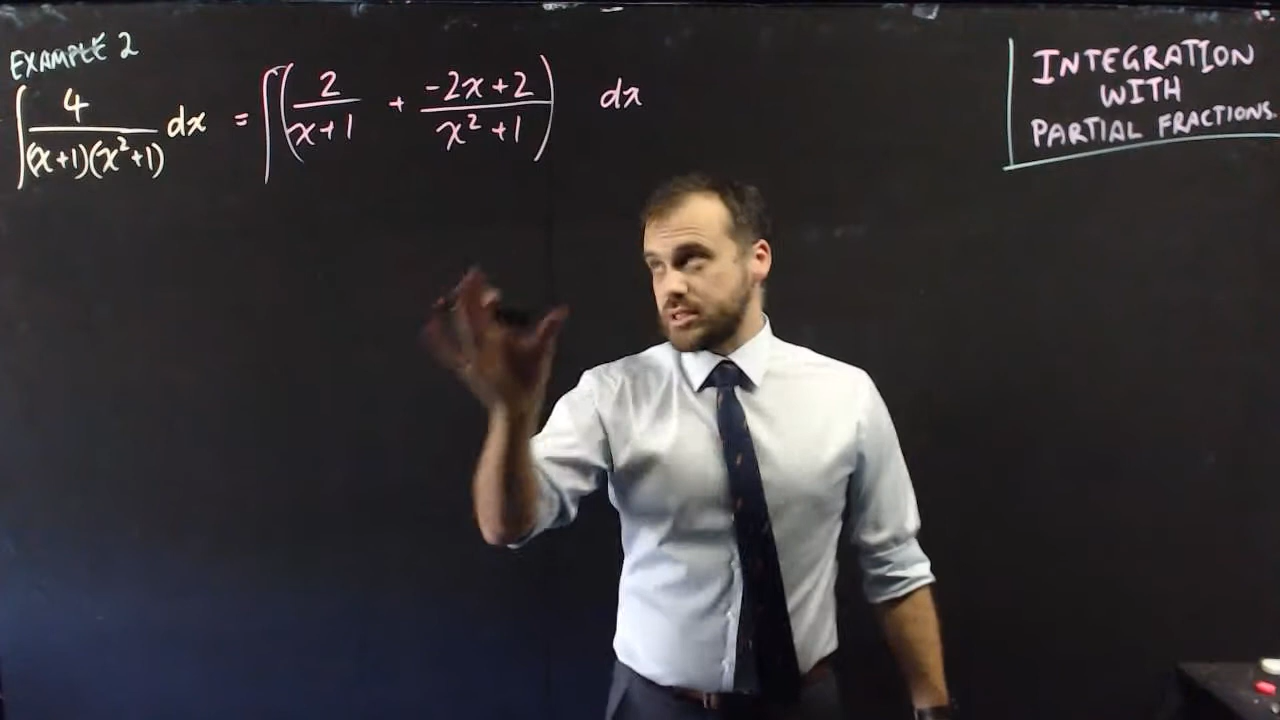 EXAMPLE 2
∫ 4/((x+1)(x²+1)) dx = ∫(2/(x+1) + (-2x+2)/(x²+1)) dx
INTEGRATION
WITH
PARTIAL FRACTIONS.